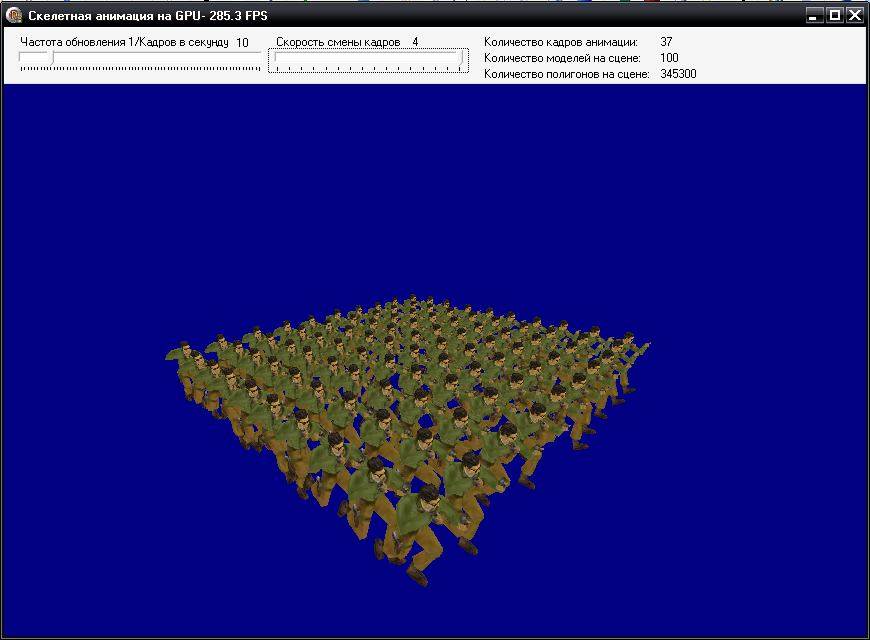 Скелетная анимация на GPU- 285.3 FPS
Частота обновления 1/Кадров в секунду 10
Скорость смены кадров 4
Количество кадров анимации: 37
Количество моделей на сцене: 100
Количество полигонов на сцене: 345300